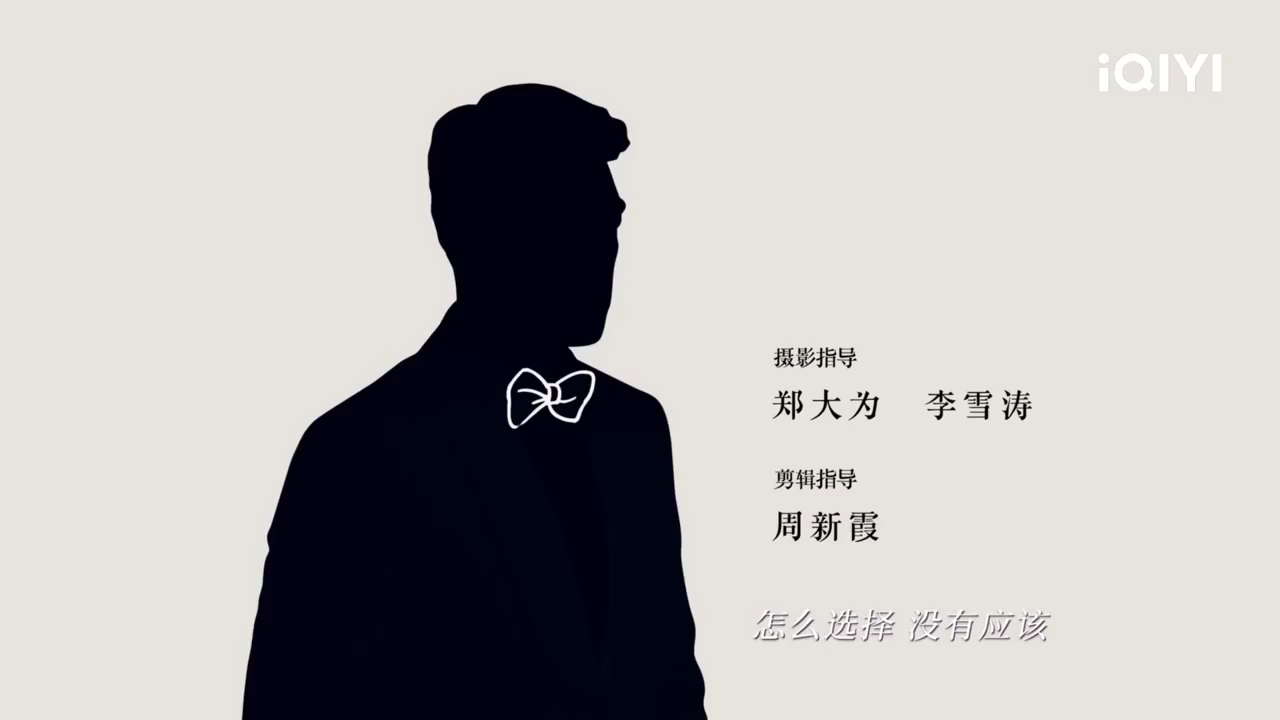 iQIYI
摄影指导
郑大为 李雪涛
剪辑指导
周新霞
怎么选择 没有应该